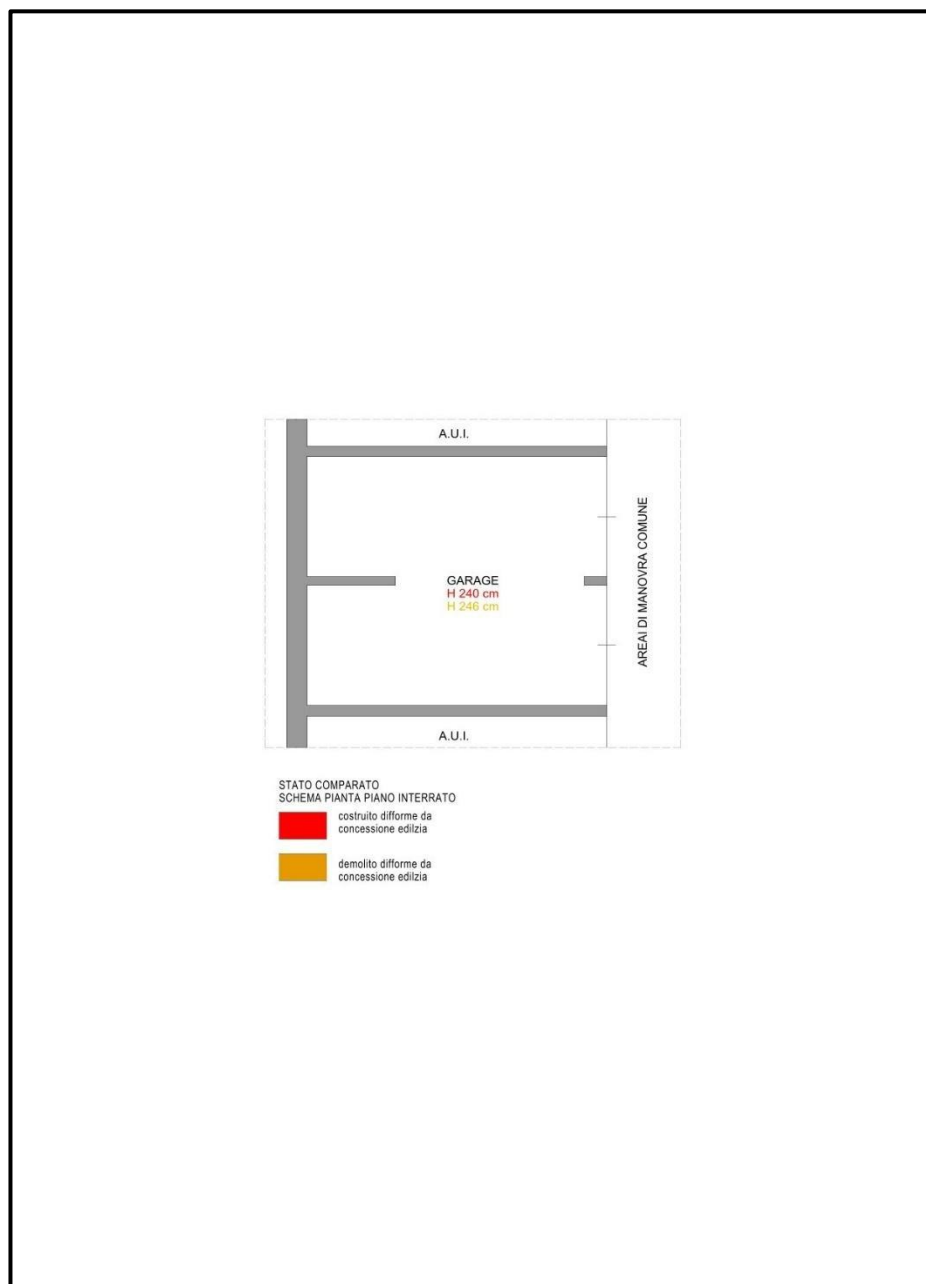 A.U.I.
GARAGE
H 240 cm
H 246 cm
AREAI DI MANOVRA COMUNE
A.U.I.
STATO COMPARATO
SCHEMA PIANTA PIANO INTERRATO
costruito difforme da
concessione edilzia
demolito difforme da
concessione edilzia